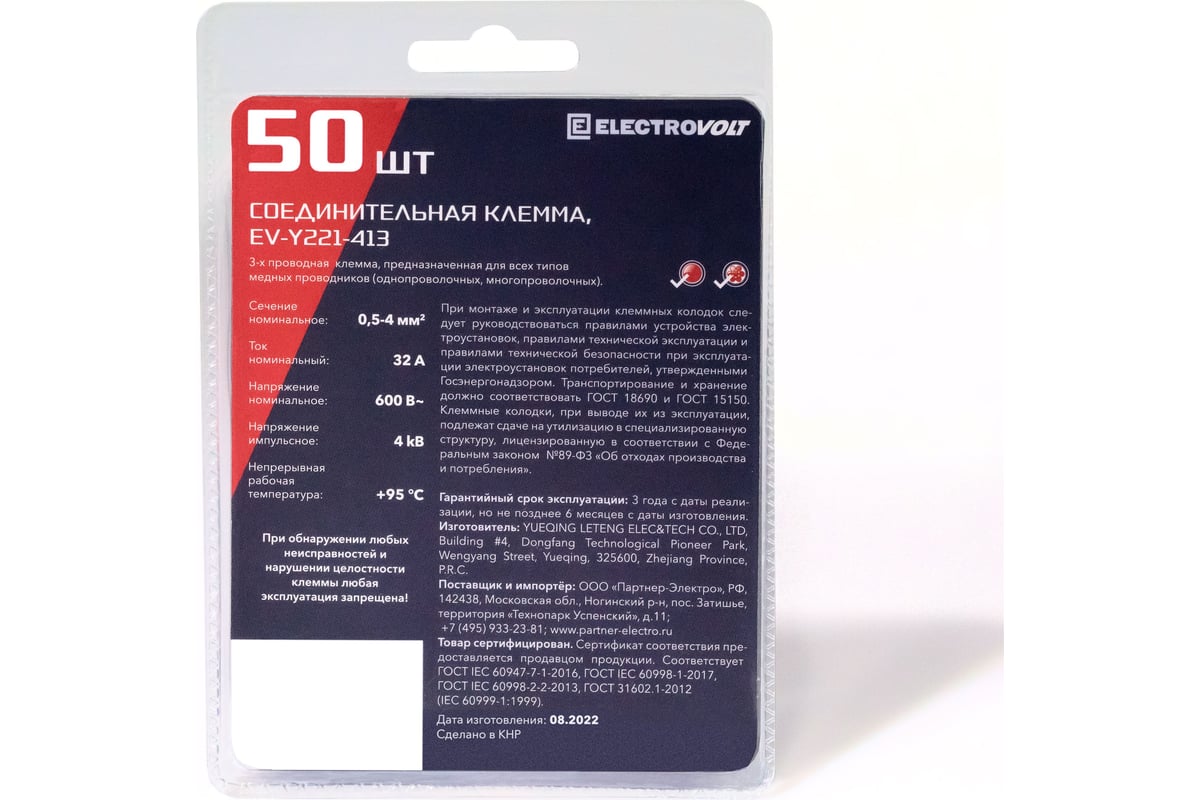 50 шт
ELECTROVOLT
СОЕДИНИТЕЛЬНАЯ КЛЕММА,
EV-Y221-413
3-х проводная клемма, предназначенная для всех типов
медных проводников (однопроволочных, многопроволочных).
Сечение
номинальное: 0,5-4 мм²
Ток
номинальный: 32 А
Напряжение
номинальное: 600 В~
Напряжение
импульсное: 4 kВ
Непрерывная
рабочая
температура: +95 °С
При обнаружении любых
неисправностей и
нарушении целостности
клеммы любая
эксплуатация запрещена!
При монтаже и эксплуатации клеммных колодок сле-
дует руководствоваться правилами устройства элек-
троустановок, правилами технической эксплуатации и
правилами технической безопасности при эксплуата-
ции электроустановок потребителей, утвержденными
Госэнергонадзором. Транспортирование и хранение
должно соответствовать ГОСТ 18690 и ГОСТ 15150.
Клеммные колодки, при выводе их из эксплуатации,
подлежат сдаче на утилизацию в специализированную
структуру, лицензированную в соответствии с Феде-
ральным законом №89-ФЗ «Об отходах производства
и потребления».
Гарантийный срок эксплуатации: 3 года с даты реали-
зации, но не позднее 6 месяцев с даты изготовления.
Изготовитель: YUEQING LETENG ELEC&TECH CO., LTD,
Building #4, Dongfang Technological Pioneer Park,
Wengyang Street, Yueqing, 325600, Zhejiang Province,
P.R.C.
Поставщик и импортёр: ООО «Партнер-Электро», РФ,
142438, Московская обл., Ногинский р-н, пос. Затишье,
территория «Технопарк Успенский», д.11;
+7 (495) 933-23-81; www.partner-electro.ru
Товар сертифицирован. Сертификат соответствия пре-
доставляется продавцом продукции. Соответствует
ГОСТ IEC 60947-7-1-2016, ГОСТ IEC 60998-1-2017,
ГОСТ IEC 60998-2-2-2013, ГОСТ 31602.1-2012
(IEC 60999-1:1999).
Дата изготовления: 08.2022
Сделано в КНР